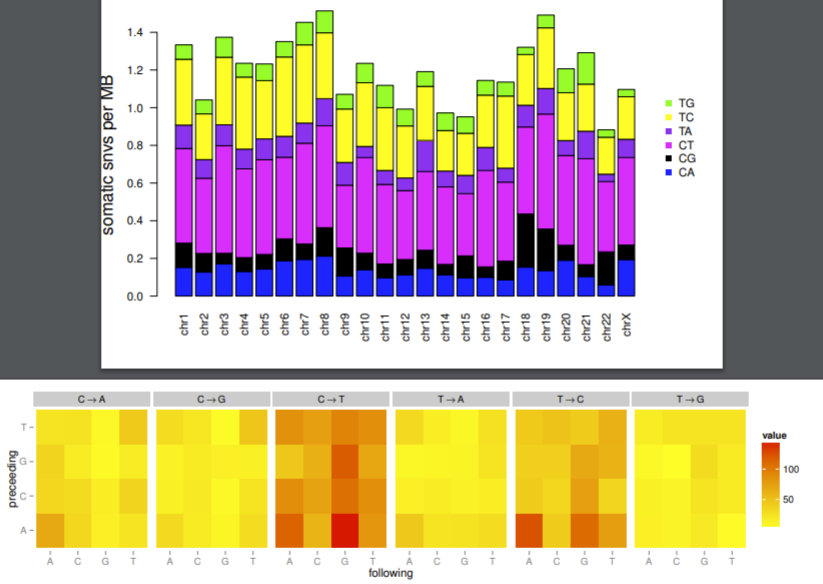 somatic snvs per MB
1.4
1.2
1.0
0.8
0.6
0.4
0.2
0.0
chr1 chr2 chr3 chr4 chr5 chr6 chr7 chr8 chr9 chr10 chr11 chr12 chr13 chr14 chr15 chr16 chr17 chr18 chr19 chr20 chr21 chr22 chrX
TG
TC
TA
CT
CG
CA
C→A C→G C→T T→A T→C T→G
preceeding
T
G
C
A
A C G T A C G T A C G T A C G T A C G T A C G T
following
value
100
50